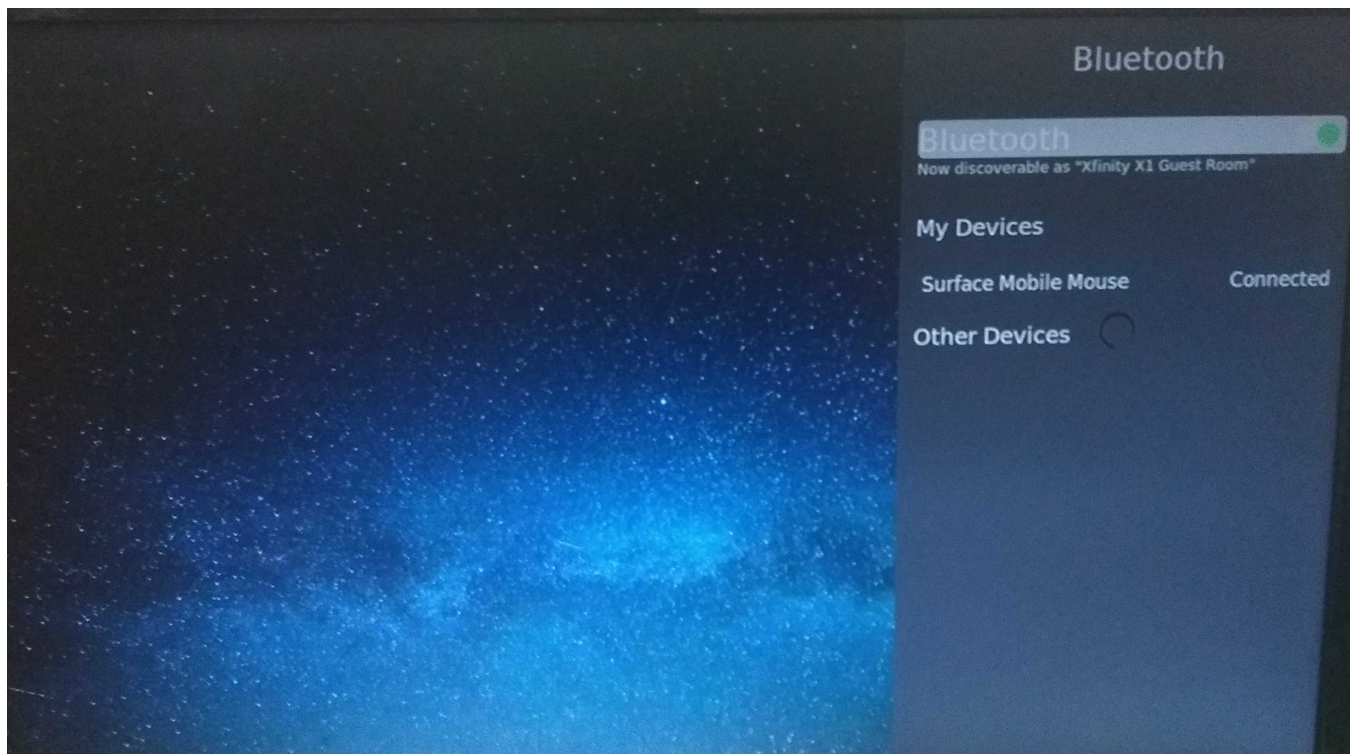 Bluetooth
Bluetooth
Now discoverable as "Xfinity X1 Guest Room"
My Devices
Surface Mobile Mouse Connected
Other Devices